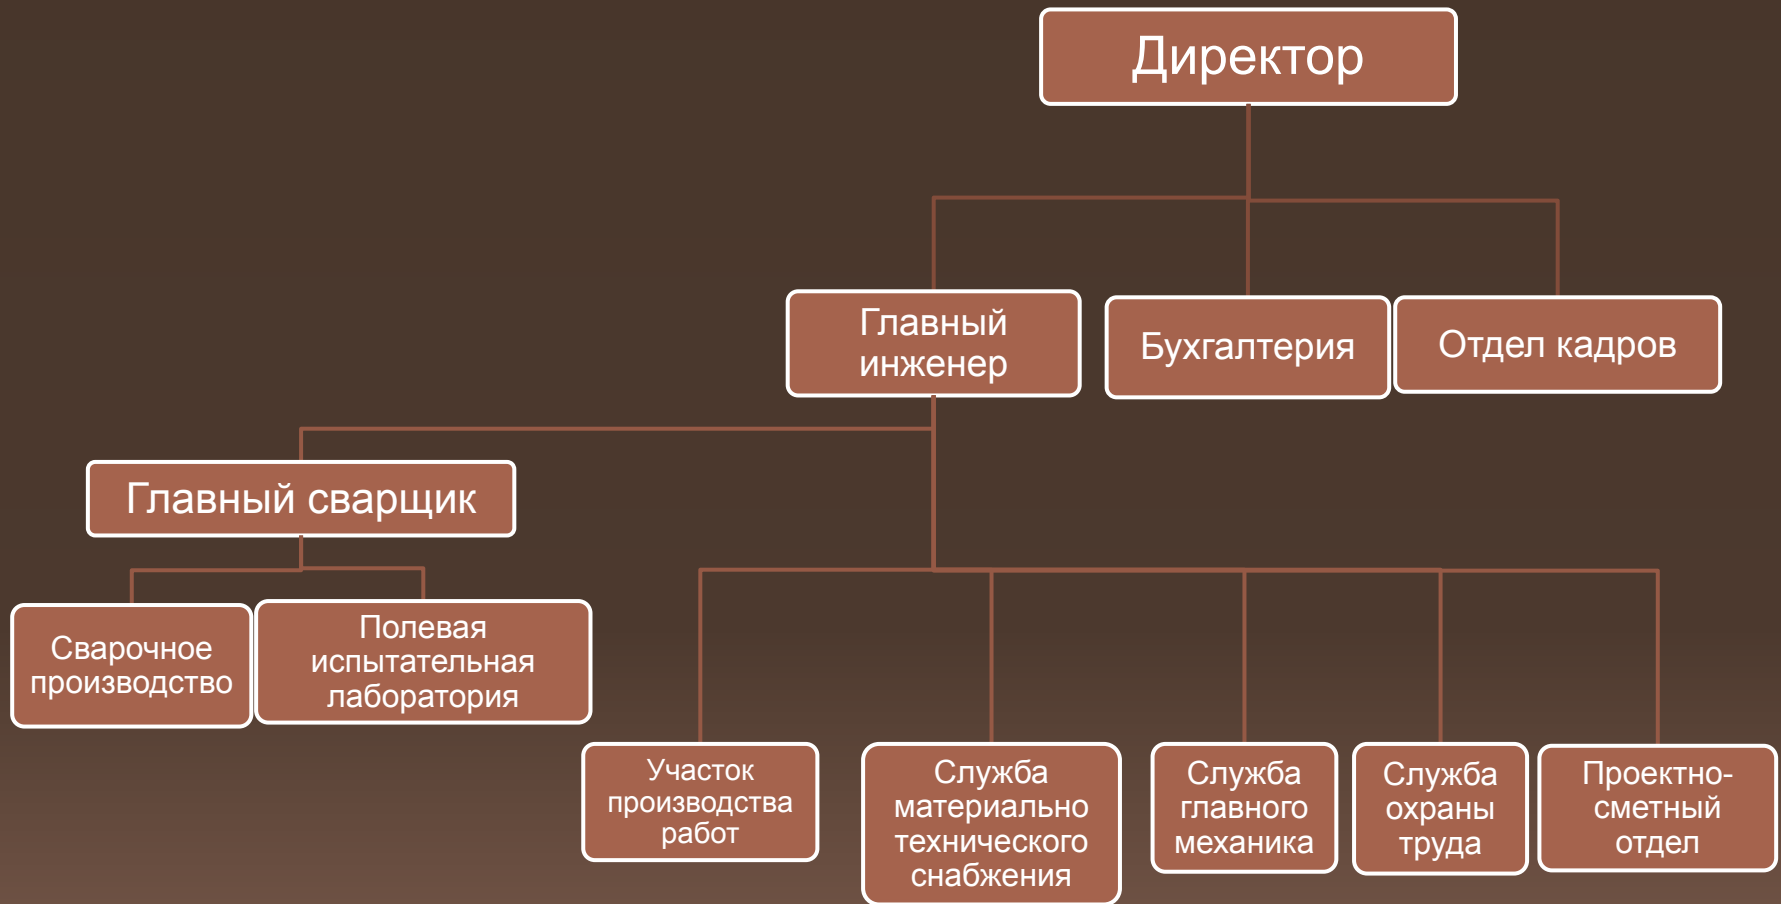 Директор
Главный
инженер
Бухгалтерия
Отдел кадров
Главный сварщик
Сварочное
производство
Полевая
испытательная
лаборатория
Участок
производства
работ
Служба
материально
технического
снабжения
Служба
главного
механика
Служба
охраны
труда
Проектно-
сметный
отдел